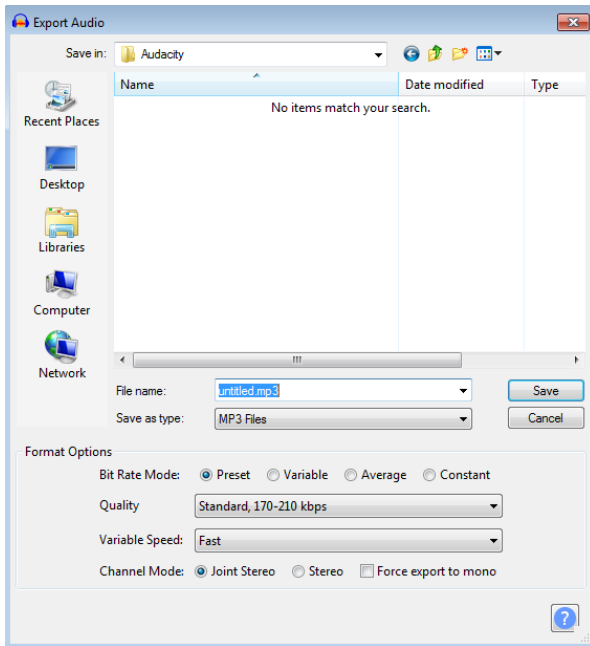 Export Audio
Save in: Audacity
Name Date modified Type
No items match your search.
Recent Places
Desktop
Libraries
Computer
Network
File name: untitled.mp3 Save
Save as type: MP3 Files Cancel
Format Options
Bit Rate Mode: Preset Variable Average Constant
Quality Standard, 170-210 kbps
Variable Speed: Fast
Channel Mode: Joint Stereo Stereo Force export to mono
?